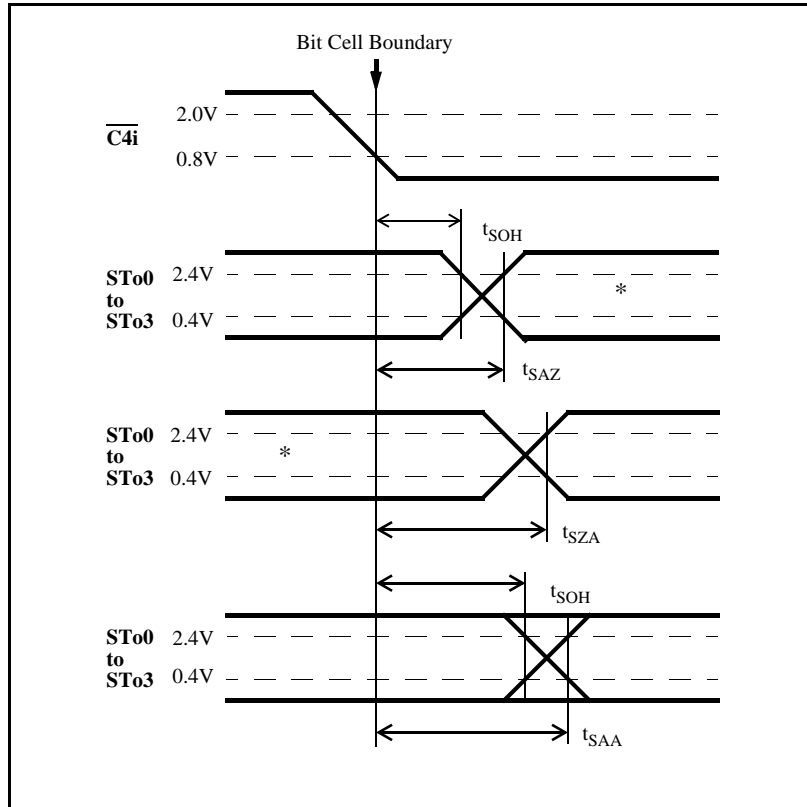 Bit Cell Boundary
2.0V
C4i
0.8V
tSOH
STo0
2.4V
to
*
STo3
0.4V
tSAZ
STo0
2.4V
to
*
STo3
0.4V
tSZA
tSOH
STo0
2.4V
to
STo3
0.4V
tSAA